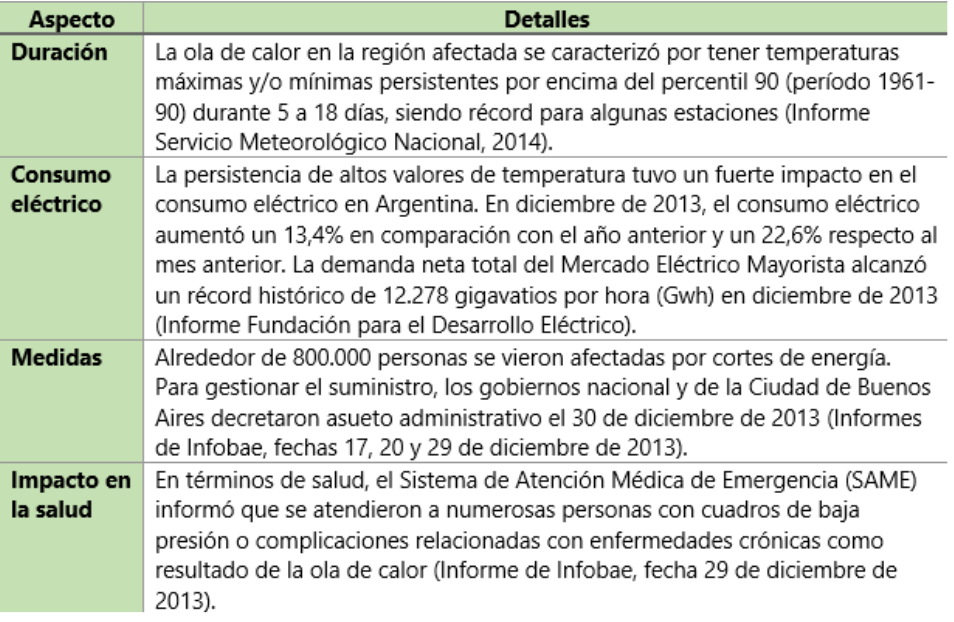 Aspecto Detalles
Duración La ola de calor en la región afectada se caracterizó por tener temperaturas
máximas y/o mínimas persistentes por encima del percentil 90 (período 1961-
90) durante 5 a 18 días, siendo récord para algunas estaciones (Informe
Servicio Meteorológico Nacional, 2014).
Consumo La persistencia de altos valores de temperatura tuvo un fuerte impacto en el
eléctrico consumo eléctrico en Argentina. En diciembre de 2013, el consumo eléctrico
aumentó un 13,4% en comparación con el año anterior y un 22,6% respecto al
mes anterior. La demanda neta total del Mercado Eléctrico Mayorista alcanzó
un récord histórico de 12.278 gigavatios por hora (Gwh) en diciembre de 2013
(Informe Fundación para el Desarrollo Eléctrico).
Medidas Alrededor de 800.000 personas se vieron afectadas por cortes de energía.
Para gestionar el suministro, los gobiernos nacional y de la Ciudad de Buenos
Aires decretaron asueto administrativo el 30 de diciembre de 2013 (Informes
de Infobae, fechas 17, 20 y 29 de diciembre de 2013).
Impacto en En términos de salud, el Sistema de Atención Médica de Emergencia (SAME)
la salud informó que se atendieron a numerosas personas con cuadros de baja
presión o complicaciones relacionadas con enfermedades crónicas como
resultado de la ola de calor (Informe de Infobae, fecha 29 de diciembre de
2013).